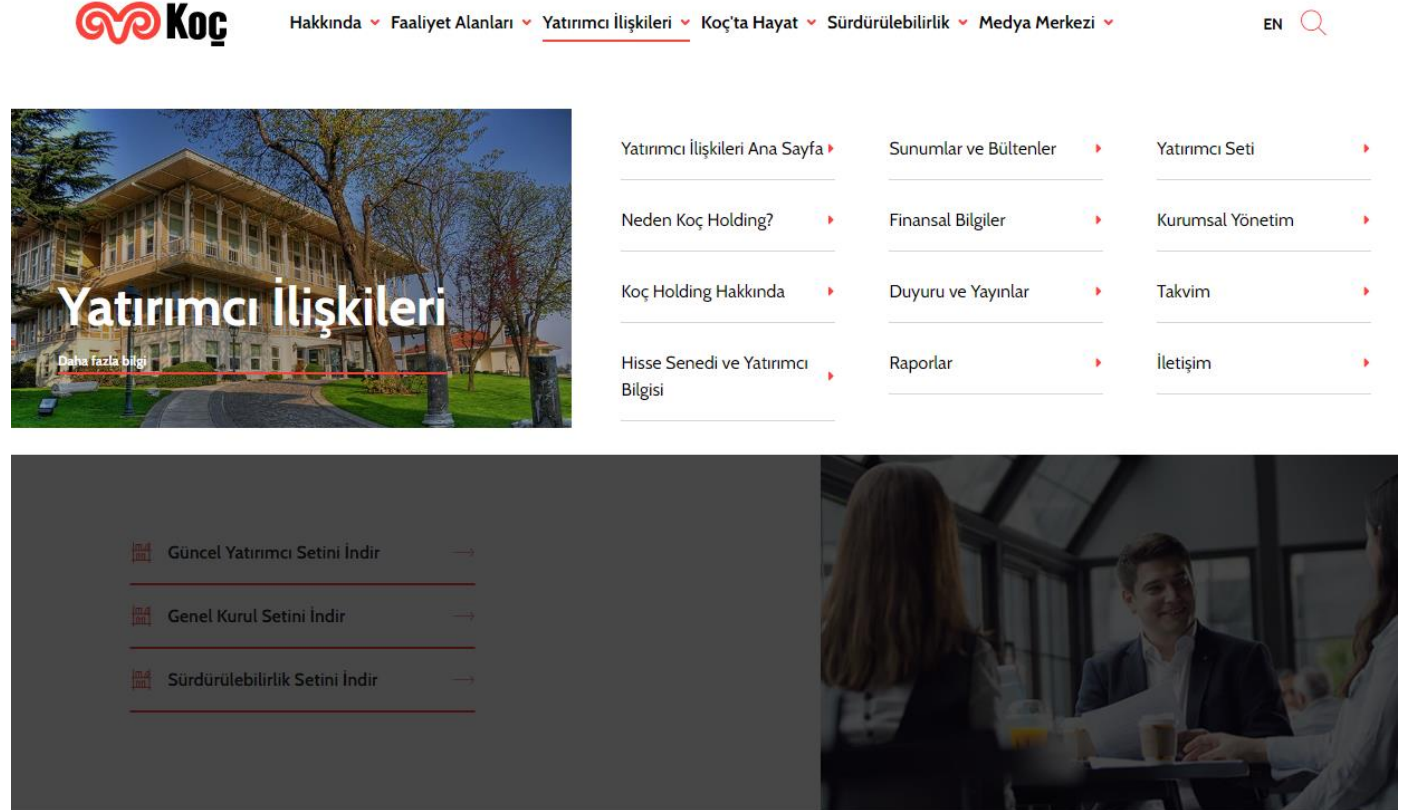 Koç
Hakkında Faaliyet Alanları Yatırımcı İlişkileri Koç'ta Hayat Sürdürülebilirlik Medya Merkezi EN
Yatırımcı İlişkileri
Daha fazla bilgi
Yatırımcı İlişkileri Ana Sayfa
Neden Koç Holding?
Koç Holding Hakkında
Hisse Senedi ve Yatırımcı
Bilgisi
Sunumlar ve Bültenler
Finansal Bilgiler
Duyuru ve Yayınlar
Raporlar
Yatırımcı Seti
Kurumsal Yönetim
Takvim
İletişim
Güncel Yatırımcı Setini İndir
Genel Kurul Setini İndir
Sürdürülebilirlik Setini İndir